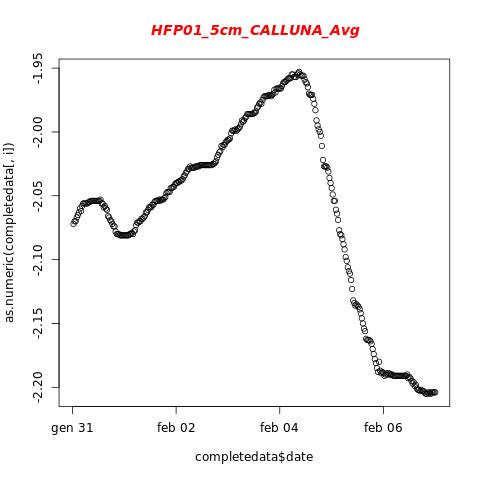 HFP01_5cm_CALLUNA_Avg
as.numeric(completedata[, i])
-1.95
-2.00
-2.05
-2.10
-2.15
-2.20
gen 31
feb 02
feb 04
feb 06
completedata$date